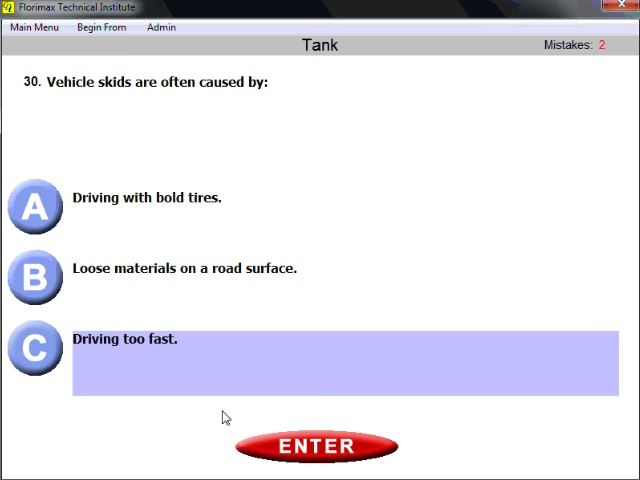 Florimax Technical Institute
Main Menu Begin From Admin
Tank Mistakes: 2
30. Vehicle skids are often caused by:
A Driving with bold tires.
B Loose materials on a road surface.
C Driving too fast.
ENTER